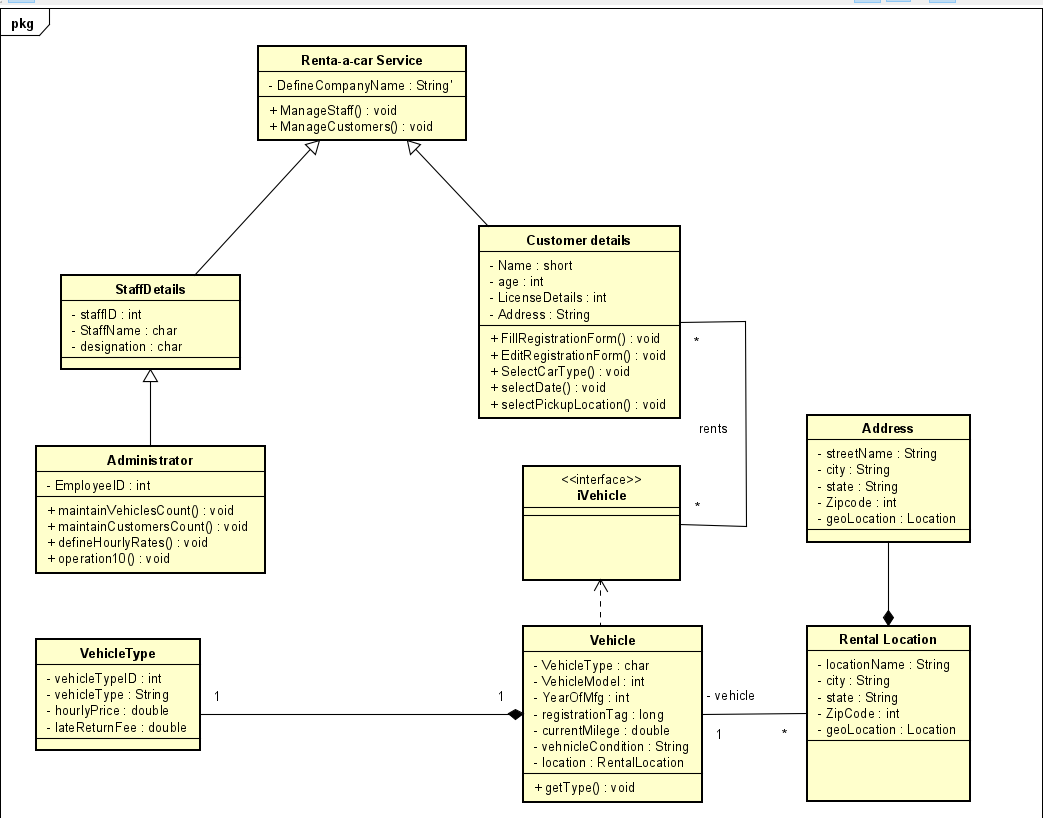 pkg
Renta-a-car Service
- DefineCompanyName : String'
+ ManageStaff() : void
+ ManageCustomers() : void
Customer details
- Name : short
- age : int
- LicenseDetails : int
- Address : String
+ FillRegistrationForm() : void
+ EditRegistrationForm() : void
+ SelectCarType() : void
+ selectDate() : void
+ selectPickupLocation() : void
StaffDetails
- staffID : int
- StaffName : char
- designation : char
*
rents
*
Administrator
- EmployeeID : int
+ maintainVehiclesCount() : void
+ maintainCustomersCount() : void
+ defineHourlyRates() : void
+ operation10() : void
<<interface>>
iVehicle
Address
- streetName : String
- city : String
- state : String
- Zipcode : int
- geoLocation : Location
VehicleType
- vehicleTypeID : int
- vehicleType : String
- hourlyPrice : double
- lateReturnFee : double
1
1
Vehicle
- VehicleType : char
- VehicleModel : int
- YearOfMfg : int
- registrationTag : long
- currentMilege : double
- vehnicleCondition : String
- location : RentalLocation
+ getType() : void
- vehicle
1
*
Rental Location
- locationName : String
- city : String
- state : String
- ZipCode : int
- geoLocation : Location